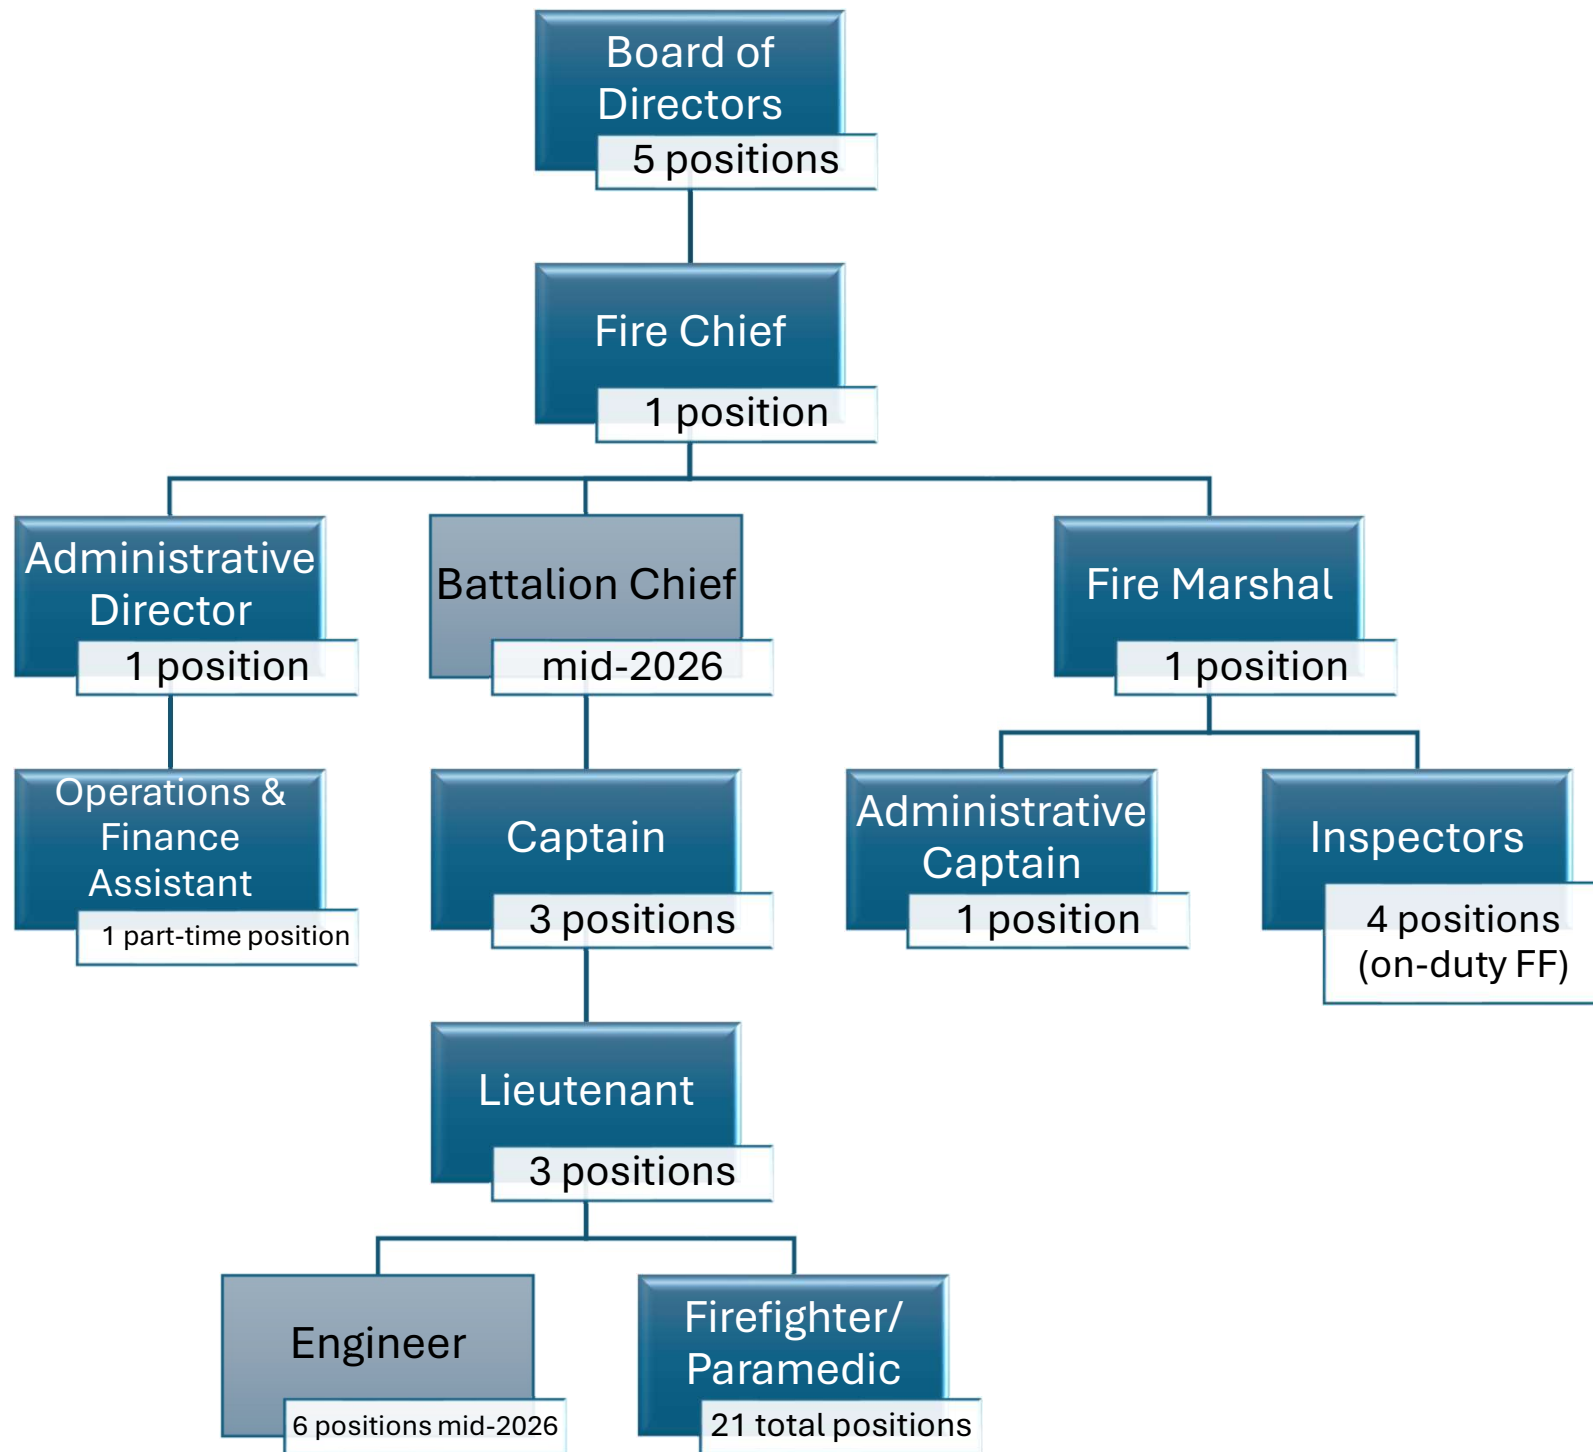 Board of
Directors
5 positions
Fire Chief
1 position
Administrative
Director
1 position
Battalion Chief
mid-2026
Fire Marshal
1 position
Operations &
Finance
Assistant
1 part-time position
Captain
3 positions
Administrative
Captain
1 position
Inspectors
4 positions
(on-duty FF)
Lieutenant
3 positions
Engineer
6 positions mid-2026
Firefighter/
Paramedic
21 total positions